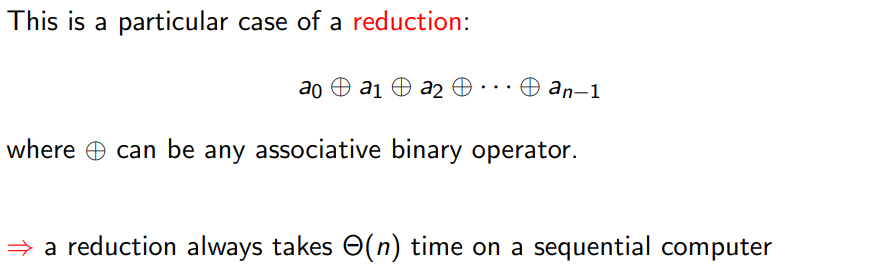 This is a particular case of a reduction:
a₀ ⊕ a₁ ⊕ a₂ ⊕ ··· ⊕ aₙ₋₁
where ⊕ can be any associative binary operator.
⇒ a reduction always takes Θ(n) time on a sequential computer